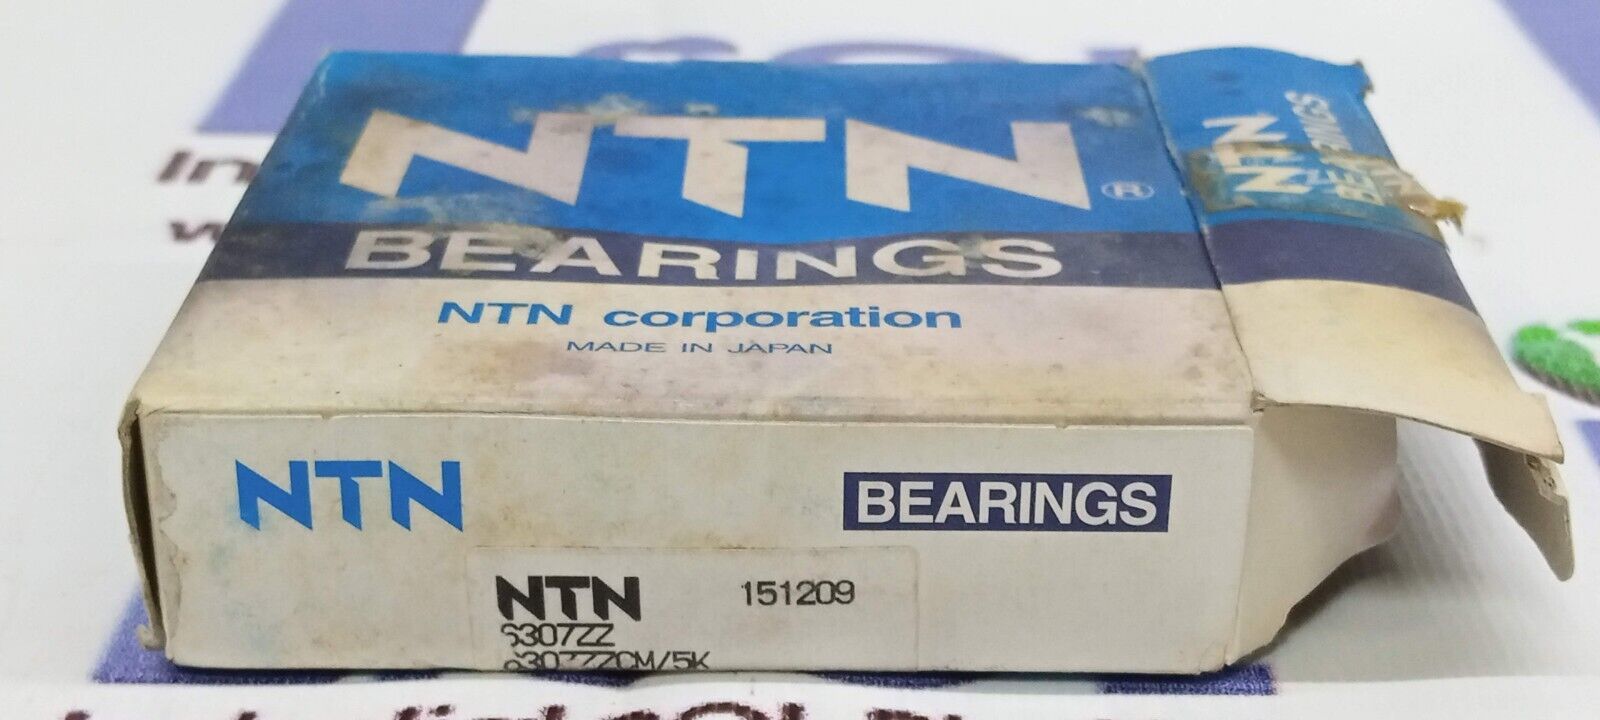 NTN ®
BEARINGS
NTN corporation
MADE IN JAPAN
NTN
BEARINGS
NTN
BEARINGS
NTN 151209
6307ZZ
6307ZZCM/5K